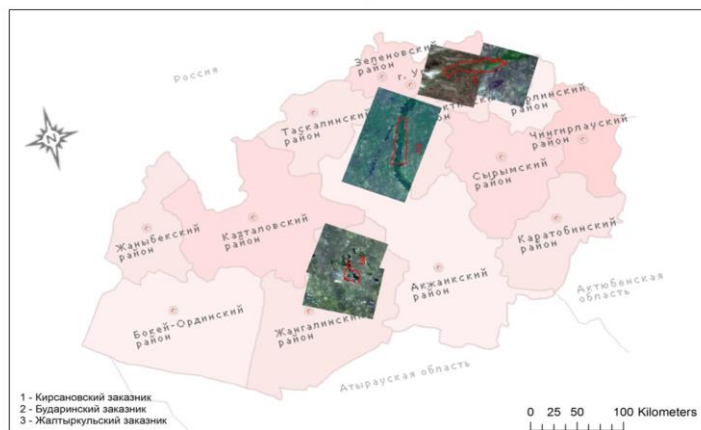 Россия
Зеленовский
район
г. У
Таскалинский
район
район
Чингирлауский
район
Сырымский
район
Жаныбекский
район
Казталовский
район
Каратобинский
район
Акжаикский
район
Актюбенская
область
Бокей-Ординский
район
Жангалинский
район
Атырауская область
1 - Кирсановский заказник
2 - Бударинский заказник
3 - Жалтыркульский заказник
0 25 50 100 Kilometers